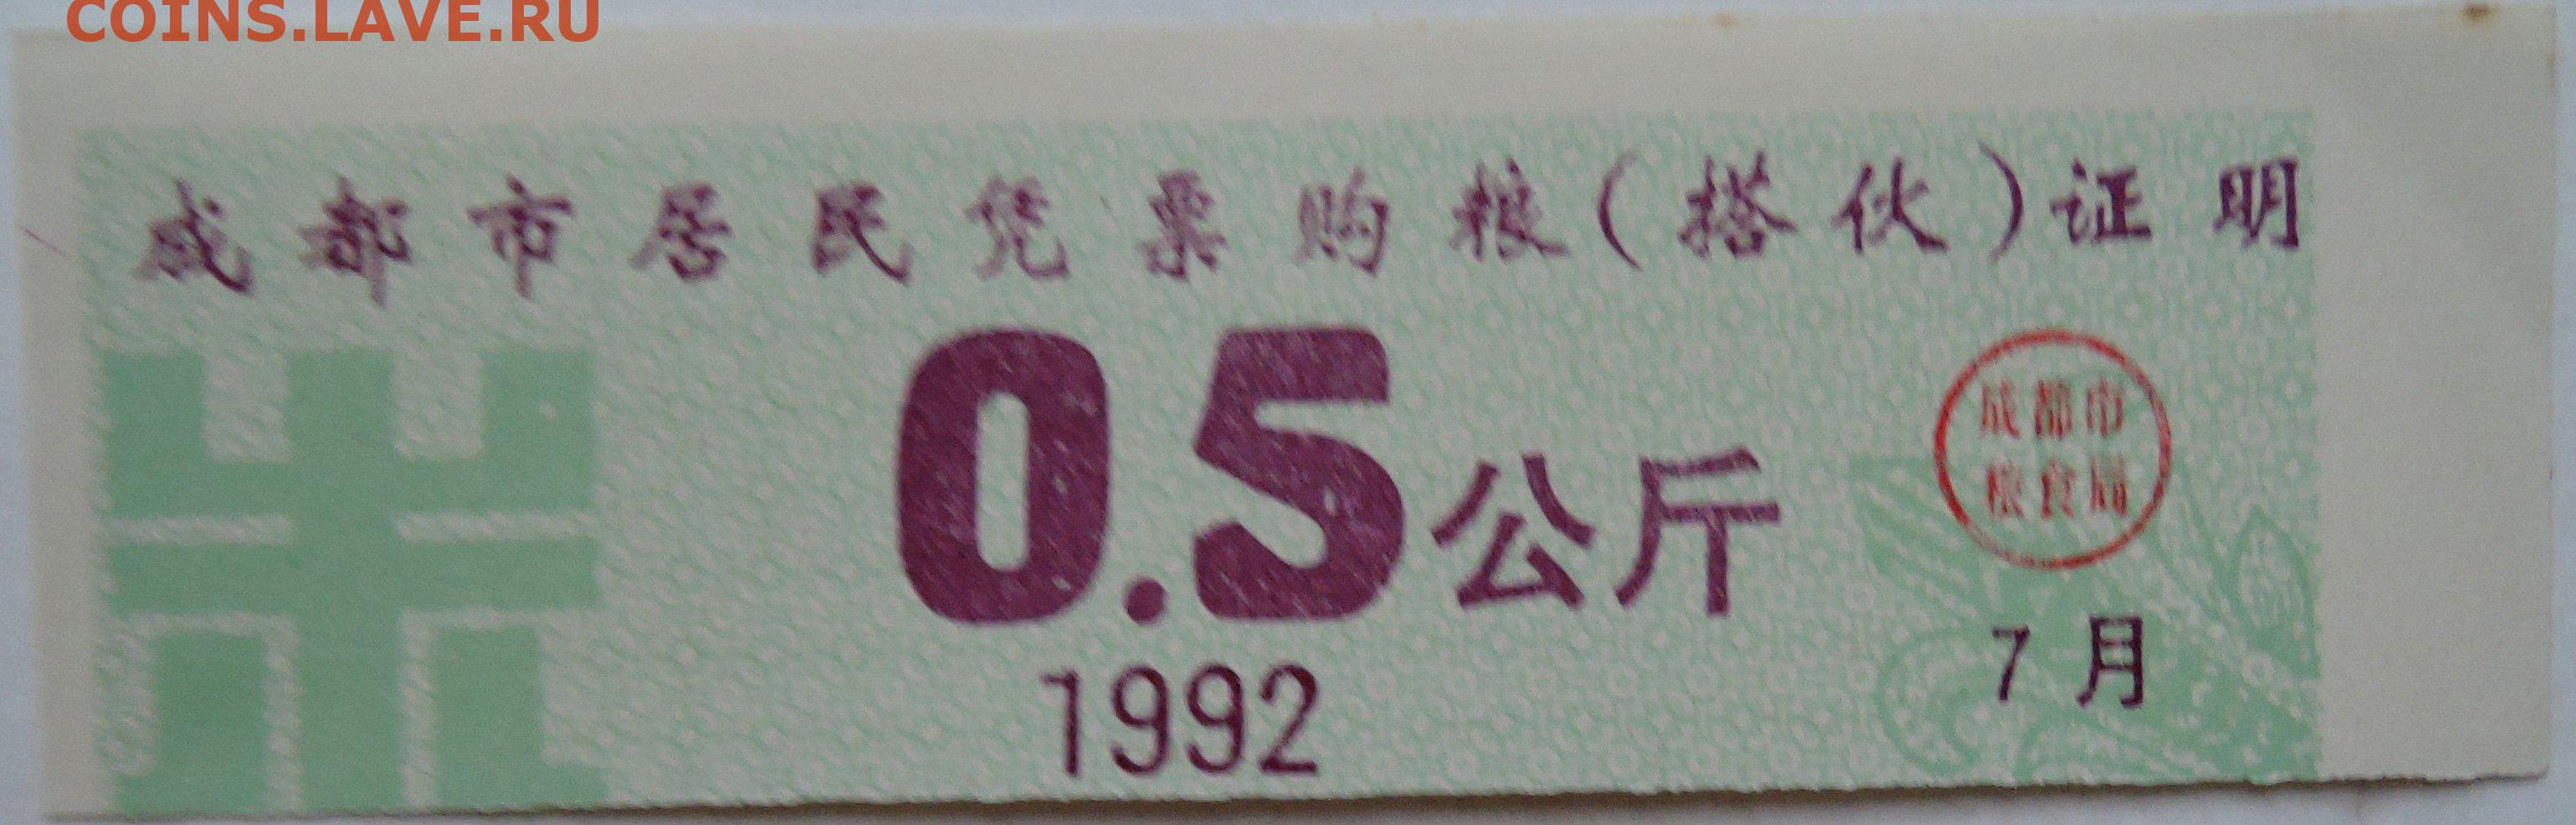 COINS.LAVE.RU
成都市居民凭票购粮(搭伙)证明
0.5公斤
成都市
粮食局
1992
7月